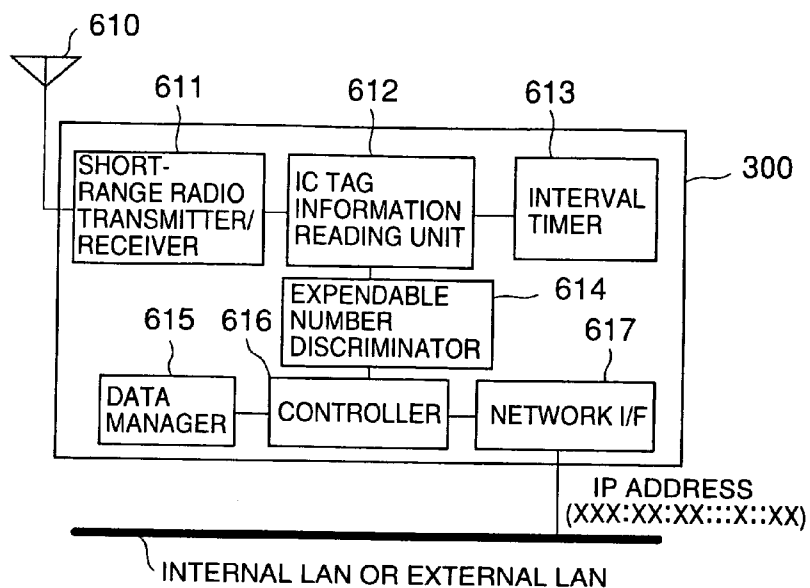 610
611
612
613
300
SHORT-
RANGE RADIO
TRANSMITTER/
RECEIVER
IC TAG
INFORMATION
READING UNIT
INTERVAL
TIMER
EXPENDABLE
NUMBER
DISCRIMINATOR
614
615
616
617
DATA
MANAGER
CONTROLLER
NETWORK I/F
IP ADDRESS
(XXX:XX:XX:::X::XX)
INTERNAL LAN OR EXTERNAL LAN